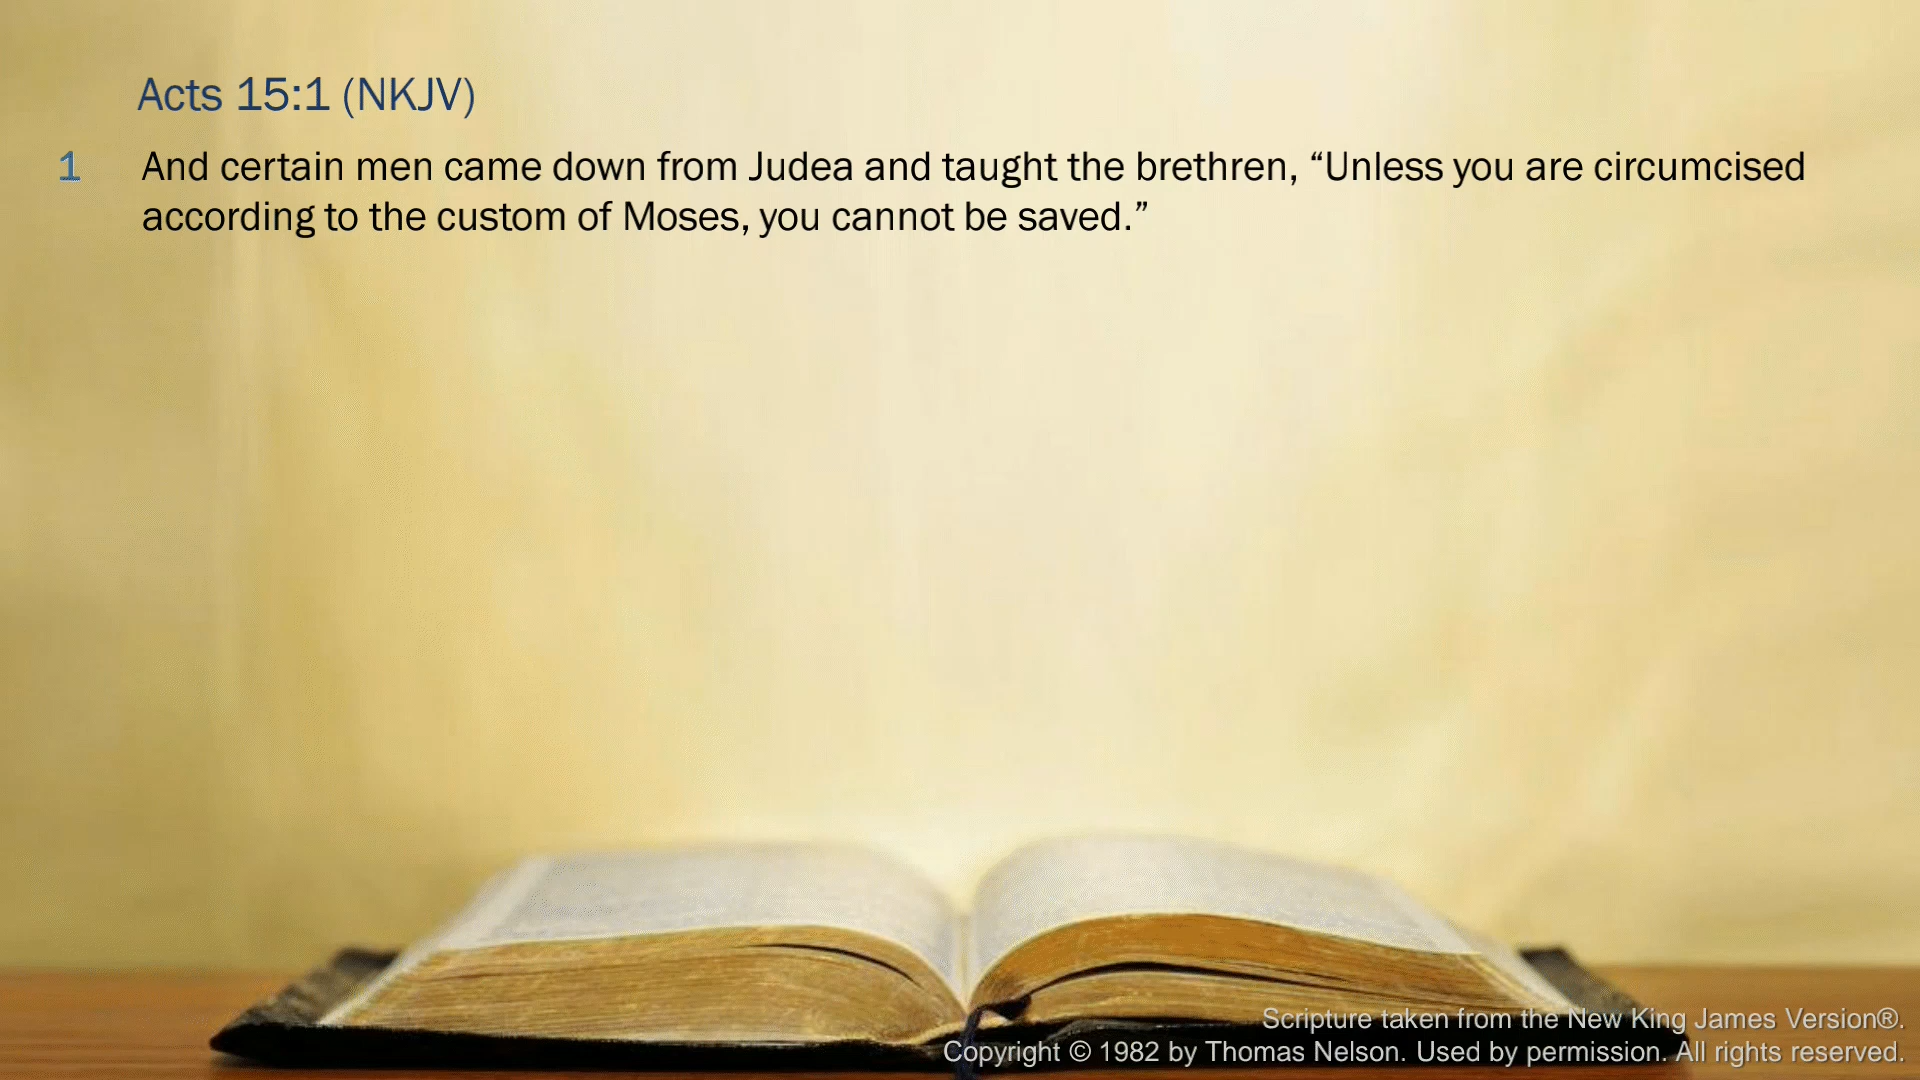 Acts 15:1 (NKJV)
1 And certain men came down from Judea and taught the brethren, “Unless you are circumcised
according to the custom of Moses, you cannot be saved.”
Scripture taken from the New King James Version®.
Copyright © 1982 by Thomas Nelson. Used by permission. All rights reserved.